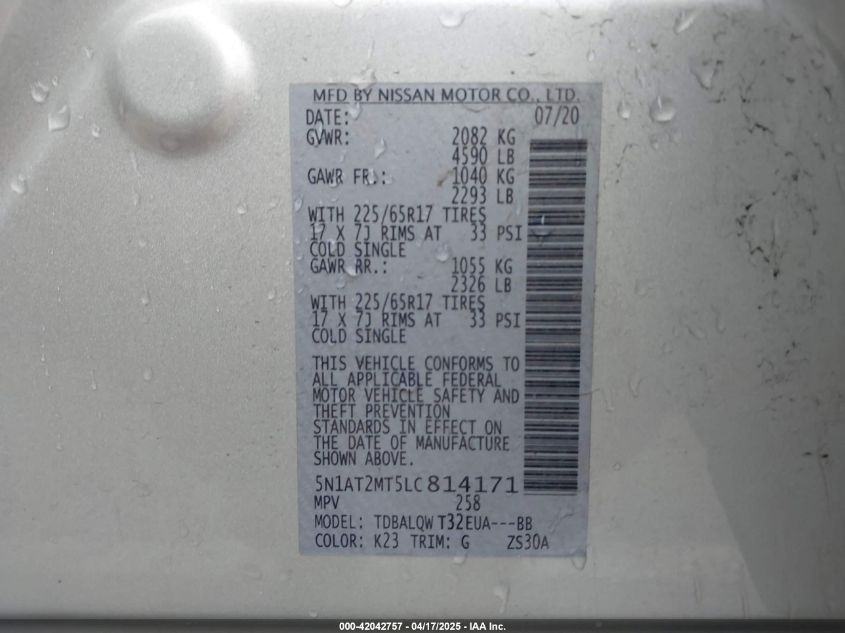 MFD BY NISSAN MOTOR CO., LTD.
DATE: 07/20
GVWR: 2082 KG
4590 LB
GAWR FR.: 1040 KG
2293 LB
WITH 225/65R17 TIRES
17 X 7J RIMS AT 33 PSI
COLD SINGLE
GAWR RR.: 1055 KG
2326 LB
WITH 225/65R17 TIRES
17 X 7J RIMS AT 33 PSI
COLD SINGLE
THIS VEHICLE CONFORMS TO
ALL APPLICABLE FEDERAL
MOTOR VEHICLE SAFETY AND
THEFT PREVENTION
STANDARDS IN EFFECT ON
THE DATE OF MANUFACTURE
SHOWN ABOVE.
5N1AT2MT5LC814171
MPV 258
MODEL: TDBALQW T32EUA---BB
COLOR: K23 TRIM: G ZS30A
000-42042757 - 04/17/2025 - IAA Inc.